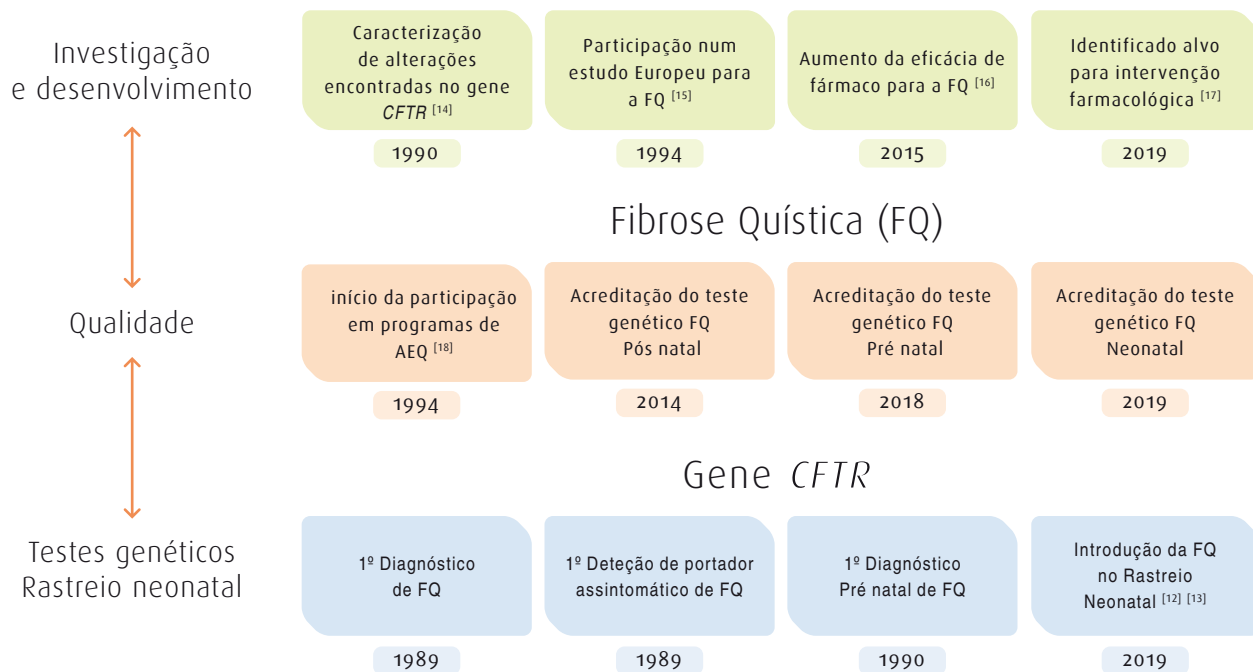 Investigação
e desenvolvimento
Caracterização
de alterações
encontradas no gene
CFTR [14]
1990
Participação num
estudo Europeu para
a FQ [15]
1994
Aumento da eficácia de
fármaco para a FQ [16]
2015
Identificado alvo
para intervenção
farmacológica [17]
2019
Fibrose Quística (FQ)
Qualidade
início da participação
em programas de
AEQ [18]
1994
Acreditação do teste
genético FQ
Pós natal
2014
Acreditação do teste
genético FQ
Pré natal
2018
Acreditação do teste
genético FQ
Neonatal
2019
Gene CFTR
Testes genéticos
Rastreio neonatal
1º Diagnóstico
de FQ
1989
1º Deteção de portador
assintomático de FQ
1989
1º Diagnóstico
Pré natal de FQ
1990
Introdução da FQ
no Rastreio
Neonatal [12] [13]
2019